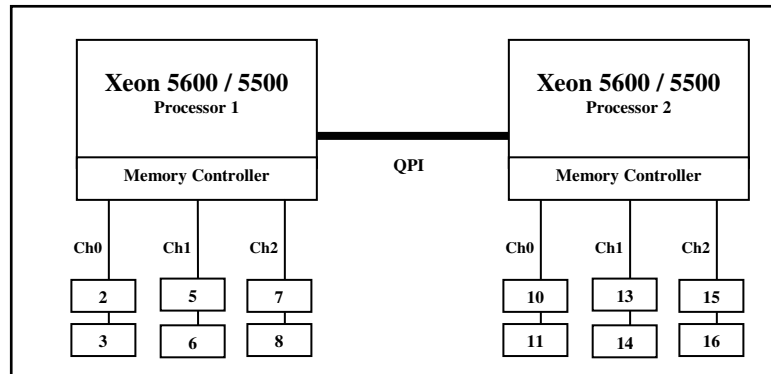 Xeon 5600 / 5500
Processor 1
Memory Controller
Ch0 Ch1 Ch2
2 5 7
3 6 8
QPI
Xeon 5600 / 5500
Processor 2
Memory Controller
Ch0 Ch1 Ch2
10 13 15
11 14 16